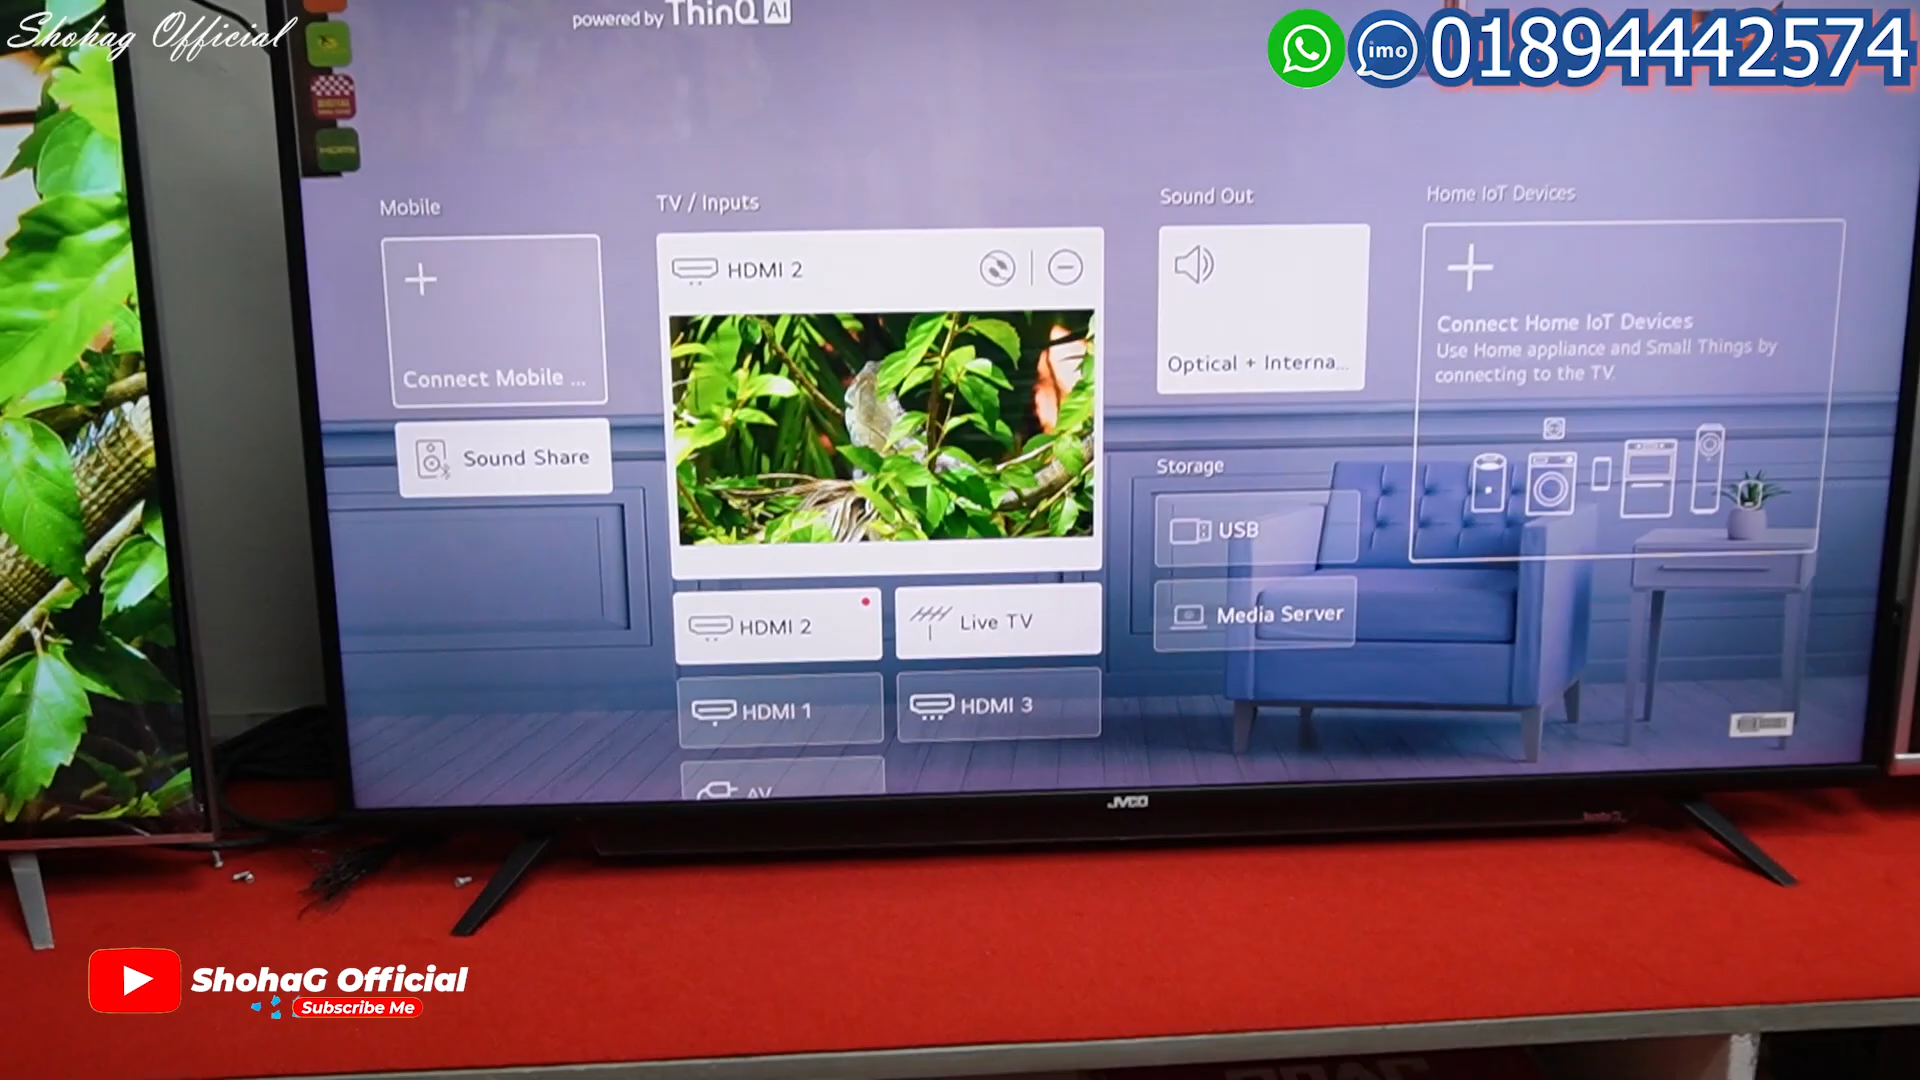 Shohag Official
powered by ThinQ AI
imo 01894442574
Mobile
Connect Mobile ...
Sound Share
TV / Inputs
HDMI 2
HDMI 2
Live TV
HDMI 1
HDMI 3
AV
Sound Out
Optical + Interna...
Storage
USB
Media Server
Home IoT Devices
Connect Home IoT Devices
Use Home appliance and Small Things by
connecting to the TV.
JVCO
ShohaG Official
Subscribe Me